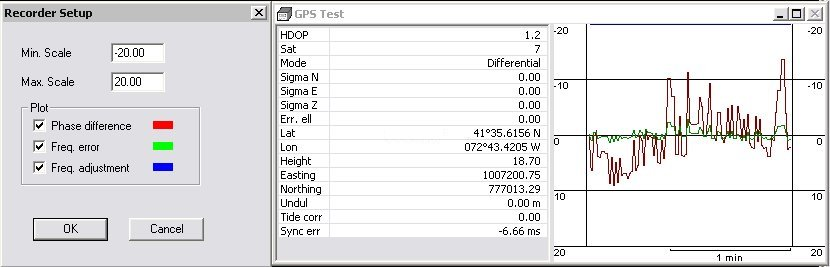 Recorder Setup
Min. Scale -20.00
Max. Scale 20.00
Plot
Phase difference
Freq. error
Freq. adjustment
OK Cancel
GPS Test
HDOP 1.2
Sat 7
Mode Differential
Sigma N 0.00
Sigma E 0.00
Sigma Z 0.00
Err. ell 0.00
Lat 41°35.6156 N
Lon 072°43.4205 W
Height 18.70
Easting 1007200.75
Northing 777013.29
Undul 0.00 m
Tide corr 0.00
Sync err -6.66 ms
-20 -20
-10 -10
0 0
10 10
20 20
1 min